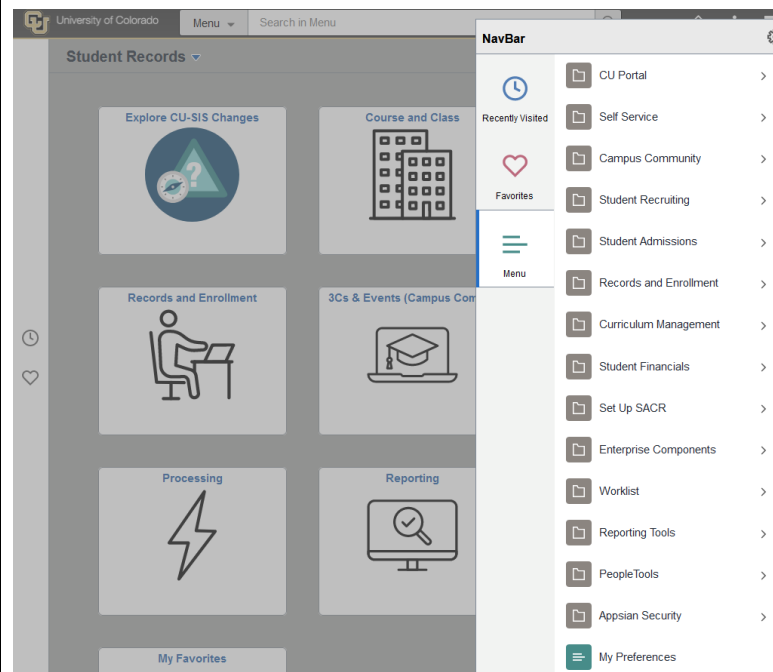 University of Colorado
Menu
Search in Menu
Student Records
Explore CU-SIS Changes
?
Course and Class
Records and Enrollment
3Cs & Events (Campus Com
Processing
Reporting
My Favorites
NavBar
Recently Visited
Favorites
Menu
CU Portal
Self Service
Campus Community
Student Recruiting
Student Admissions
Records and Enrollment
Curriculum Management
Student Financials
Set Up SACR
Enterprise Components
Worklist
Reporting Tools
PeopleTools
Appsian Security
My Preferences